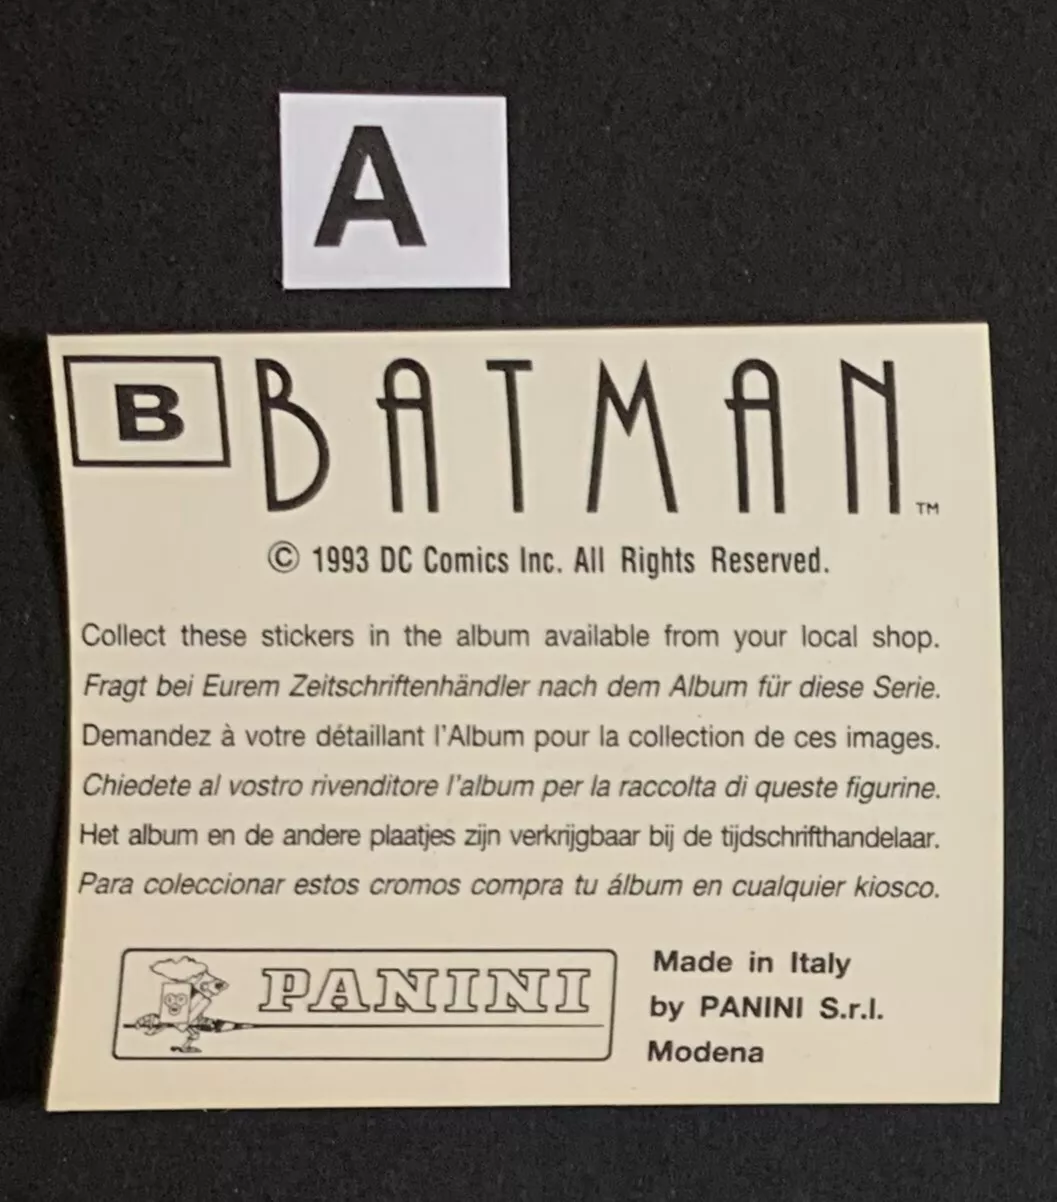 A
B BATMAN™
© 1993 DC Comics Inc. All Rights Reserved.
Collect these stickers in the album available from your local shop.
Fragt bei Eurem Zeitschriftenhändler nach dem Album für diese Serie.
Demandez à votre détaillant l'Album pour la collection de ces images.
Chiedete al vostro rivenditore l'album per la raccolta di queste figurine.
Het album en de andere plaatjes zijn verkrijgbaar bij de tijdschrifthandelaar.
Para coleccionar estos cromos compra tu álbum en cualquier kiosco.
PANINI
Made in Italy
by PANINI S.r.l.
Modena